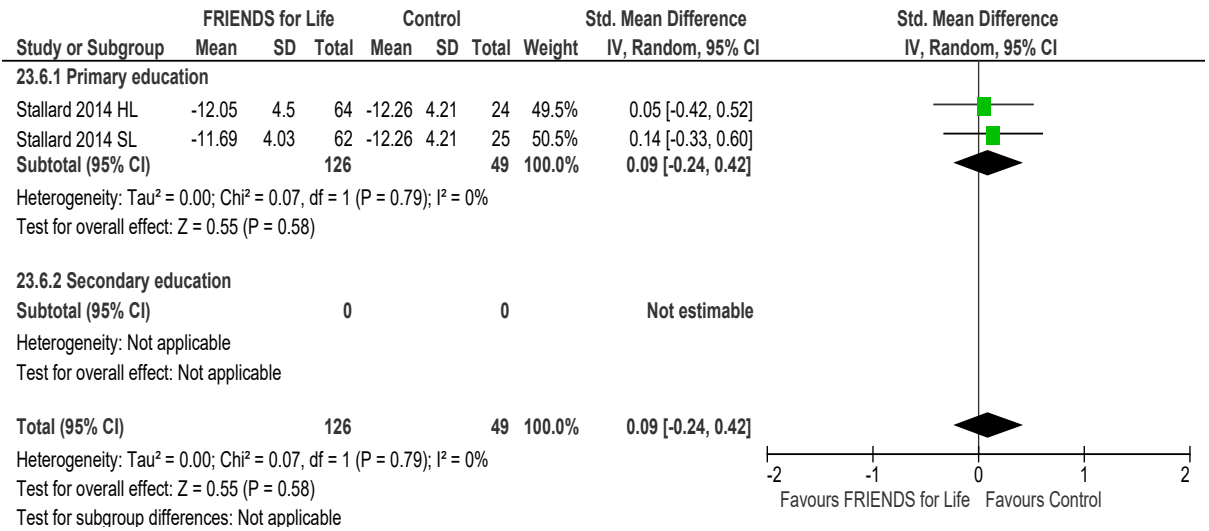 FRIENDS for Life Control Std. Mean Difference Std. Mean Difference
Study or Subgroup Mean SD Total Mean SD Total Weight IV, Random, 95% CI IV, Random, 95% CI
23.6.1 Primary education
Stallard 2014 HL -12.05 4.5 64 -12.26 4.21 24 49.5% 0.05 [-0.42, 0.52]
Stallard 2014 SL -11.69 4.03 62 -12.26 4.21 25 50.5% 0.14 [-0.33, 0.60]
Subtotal (95% CI) 126 49 100.0% 0.09 [-0.24, 0.42]
Heterogeneity: Tau² = 0.00; Chi² = 0.07, df = 1 (P = 0.79); I² = 0%
Test for overall effect: Z = 0.55 (P = 0.58)
23.6.2 Secondary education
Subtotal (95% CI) 0 0 Not estimable
Heterogeneity: Not applicable
Test for overall effect: Not applicable
Total (95% CI) 126 49 100.0% 0.09 [-0.24, 0.42]
Heterogeneity: Tau² = 0.00; Chi² = 0.07, df = 1 (P = 0.79); I² = 0%
Test for overall effect: Z = 0.55 (P = 0.58)
Test for subgroup differences: Not applicable
-2 -1 0 1 2
Favours FRIENDS for Life Favours Control